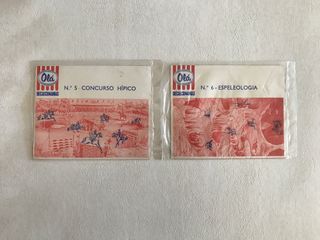 Olá
N.º 5 - CONCURSO HÍPICO
Olá
N.º 6 - ESPELEOLOGIA